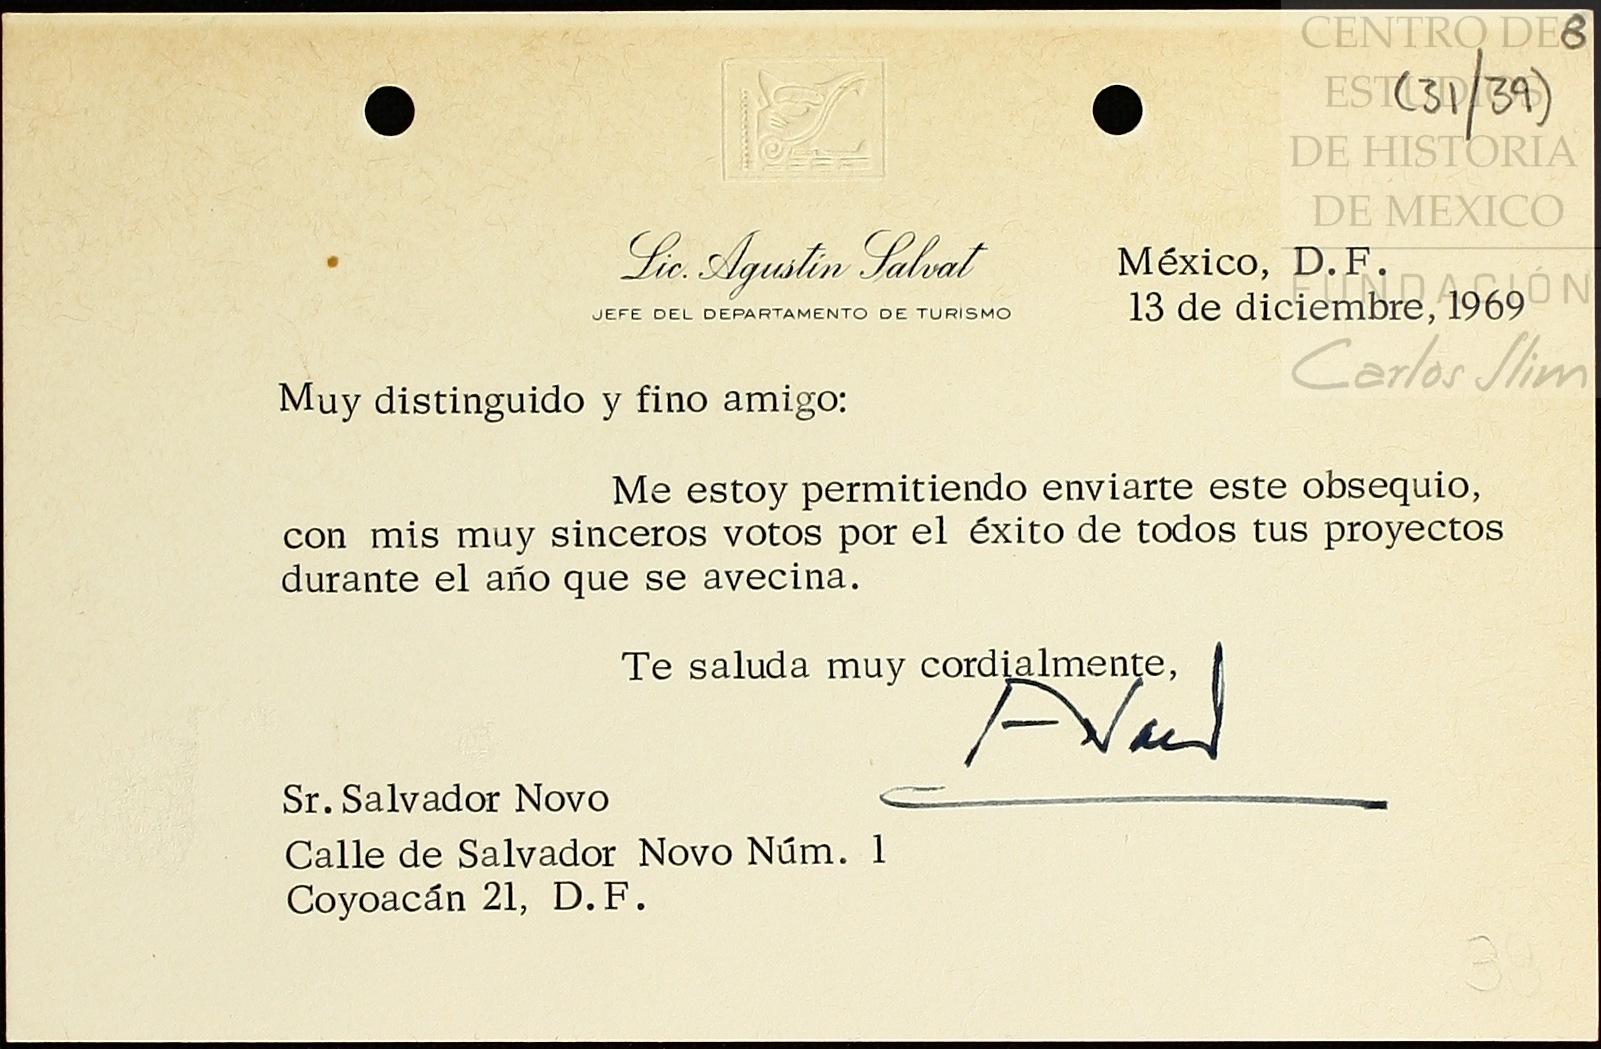 CENTRO DE
ESTUDIOS
DE HISTORIA
DE MEXICO
FUNDACIÓN
Carlos Slim
8
(31/39)
Lic. Agustín Salvat
JEFE DEL DEPARTAMENTO DE TURISMO
México, D.F.
13 de diciembre, 1969
Muy distinguido y fino amigo:
Me estoy permitiendo enviarte este obsequio,
con mis muy sinceros votos por el éxito de todos tus proyectos
durante el año que se avecina.
Te saluda muy cordialmente,
Sr. Salvador Novo
Calle de Salvador Novo Núm. 1
Coyoacán 21, D.F.